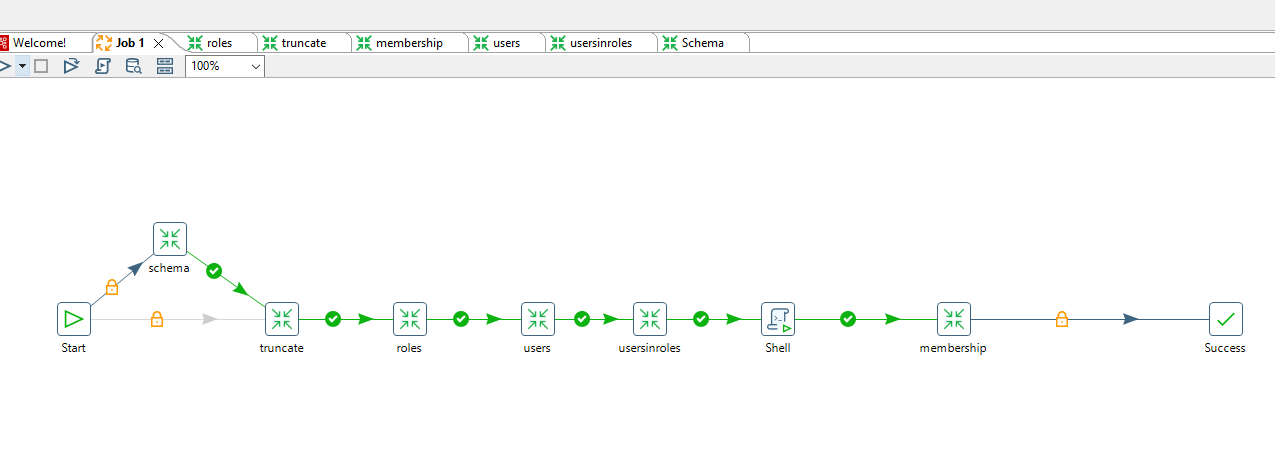 Welcome!
Job 1
roles
truncate
membership
users
usersinroles
Schema
100%
schema
Start
truncate
roles
users
usersinroles
Shell
membership
Success